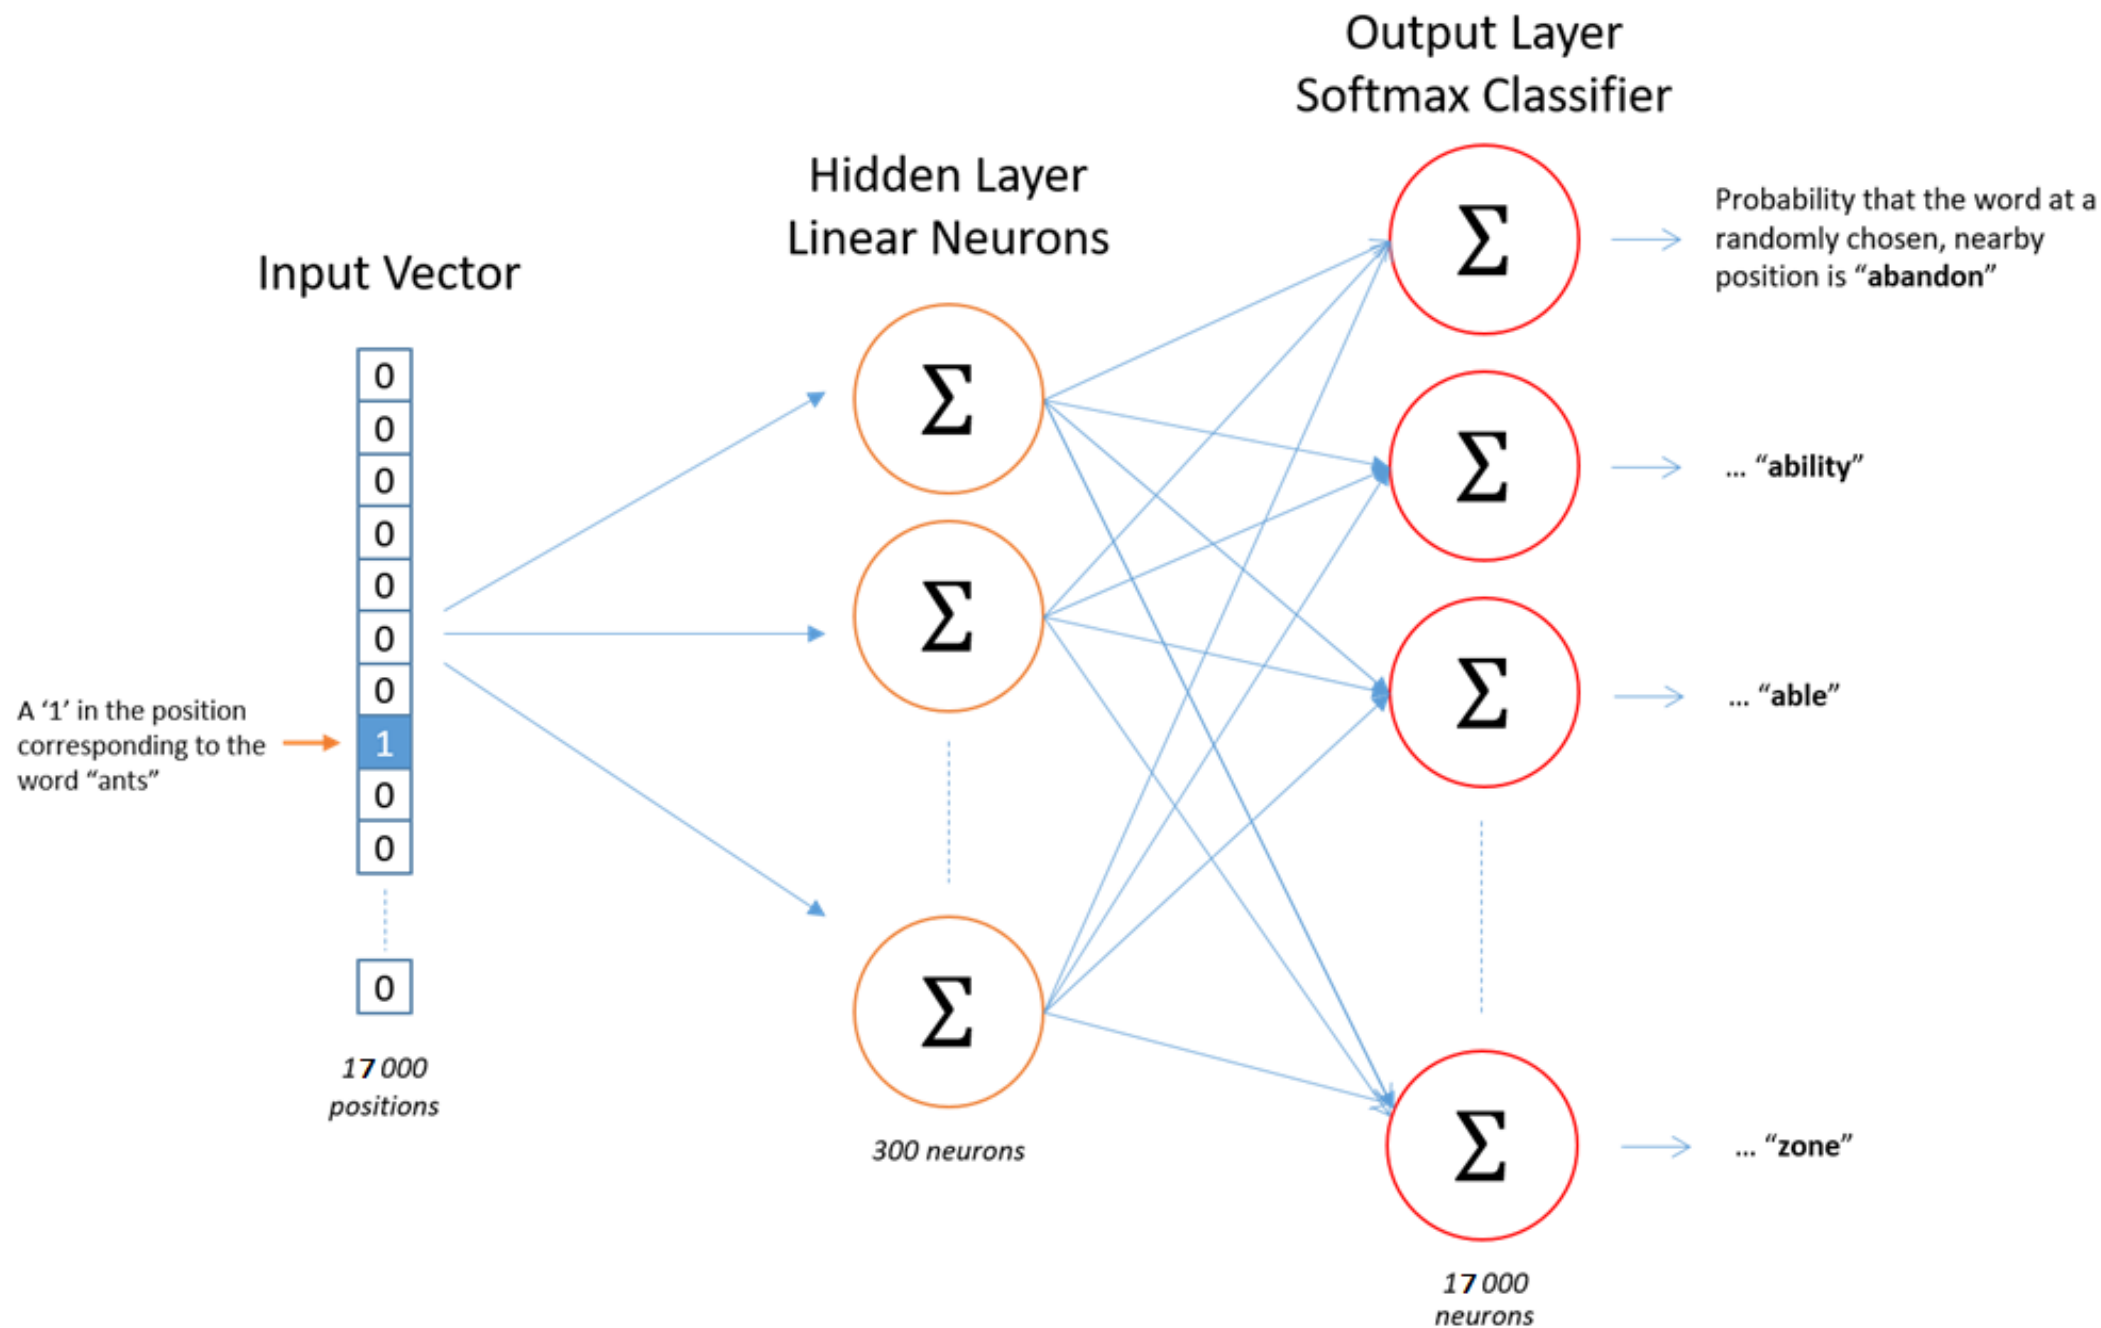 Output Layer
Softmax Classifier
Hidden Layer
Linear Neurons
Input Vector
0
0
0
0
0
0
0
1
0
0
0
A ‘1’ in the position
corresponding to the
word “ants”
17 000
positions
Σ
Σ
Σ
300 neurons
Σ
Σ
Σ
Σ
17 000
neurons
Probability that the word at a
randomly chosen, nearby
position is “abandon”
... “ability”
... “able”
... “zone”